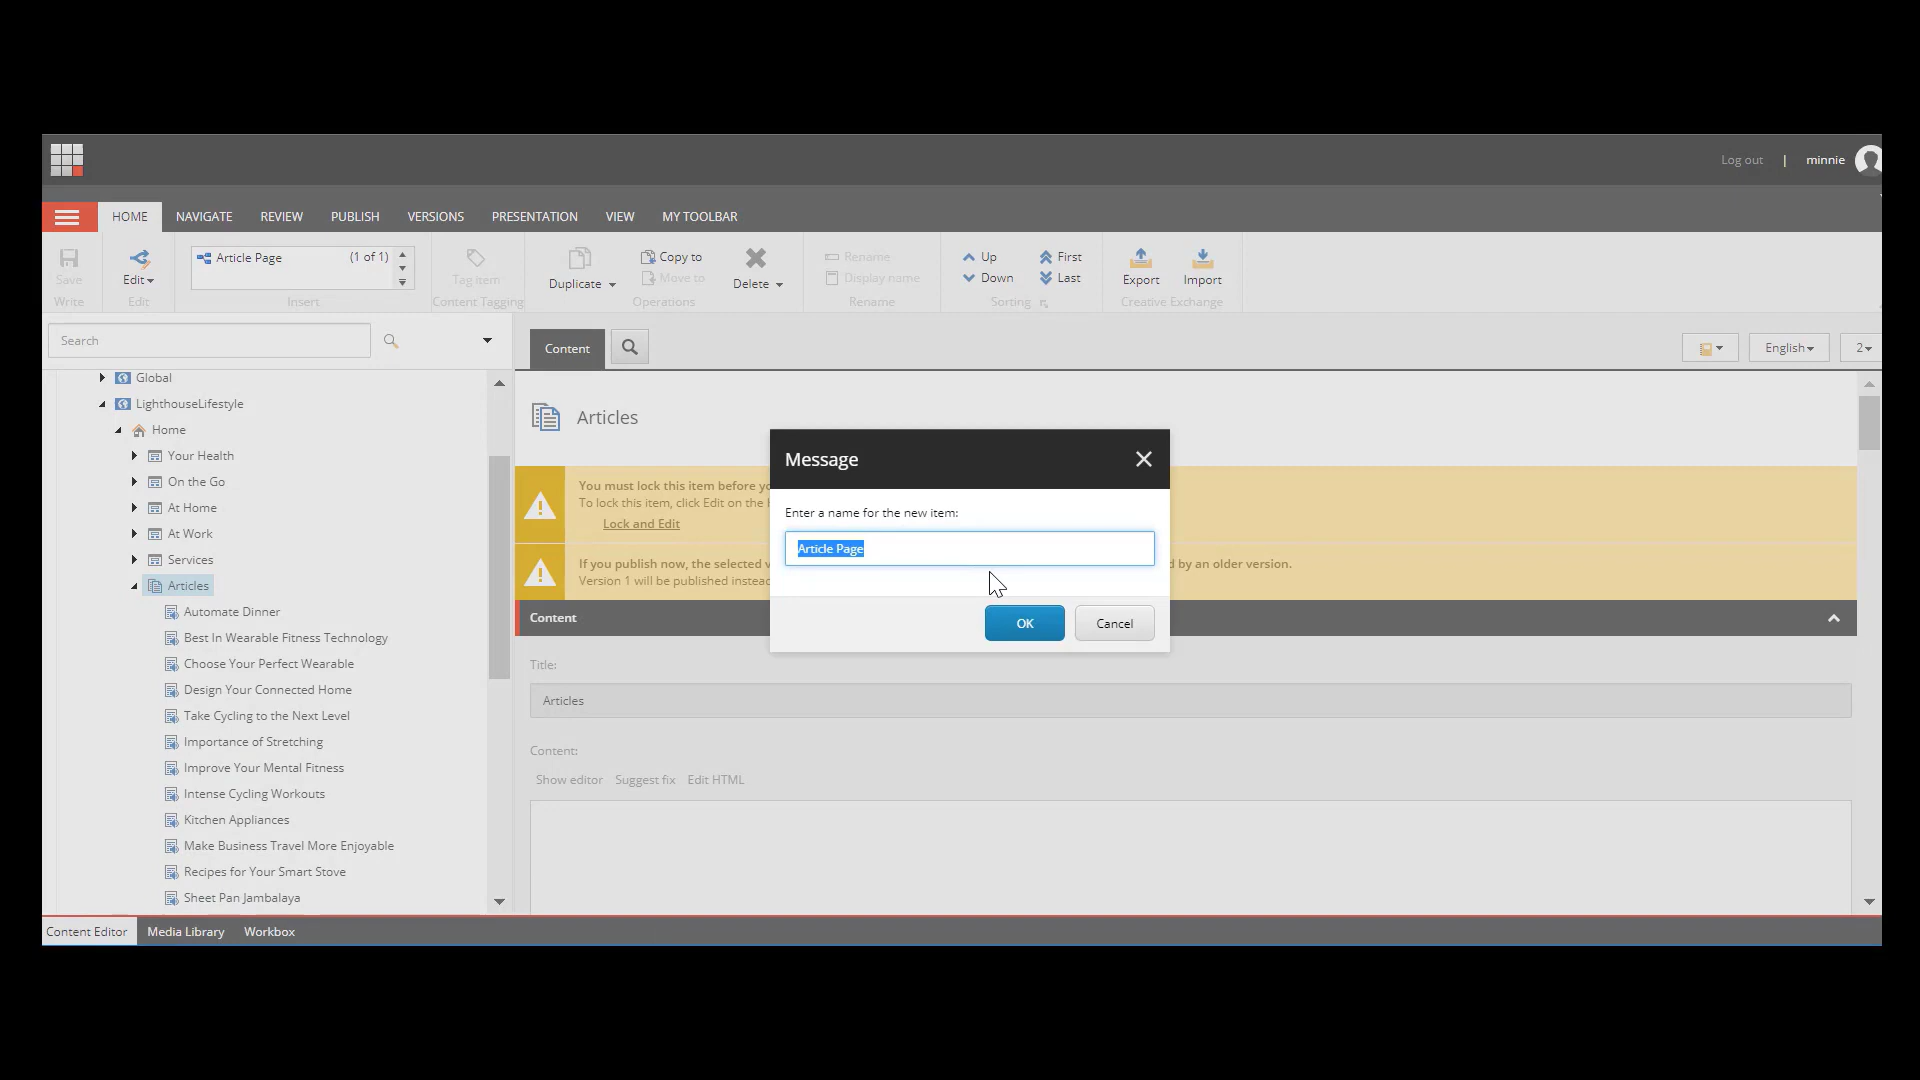 Log out | minnie
HOME NAVIGATE REVIEW PUBLISH VERSIONS PRESENTATION VIEW MY TOOLBAR
Save
Write
Edit
Edit
Article Page (1 of 1)
Insert
Tag item
Content Tagging
Duplicate
Copy to
Move to
Operations
Delete
Rename
Display name
Rename
Up
Down
First
Last
Sorting
Export
Import
Creative Exchange
Search
Global
LighthouseLifestyle
Home
Your Health
On the Go
At Home
At Work
Services
Articles
Automate Dinner
Best In Wearable Fitness Technology
Choose Your Perfect Wearable
Design Your Connected Home
Take Cycling to the Next Level
Importance of Stretching
Improve Your Mental Fitness
Intense Cycling Workouts
Kitchen Appliances
Make Business Travel More Enjoyable
Recipes for Your Smart Stove
Sheet Pan Jambalaya
Content
English
2
Articles
You must lock this item before yo
To lock this item, click Edit on the
Lock and Edit
If you publish now, the selected v
d by an older version.
Version 1 will be published instead
Message
Enter a name for the new item:
Article Page
OK Cancel
Content
Title:
Articles
Content:
Show editor Suggest fix Edit HTML
Content Editor Media Library Workbox